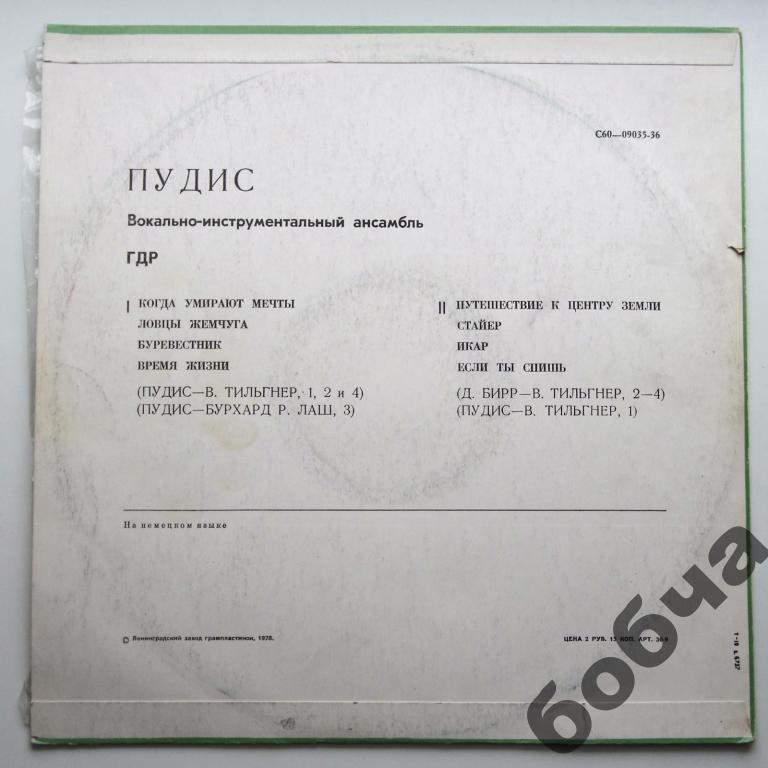 С60—09035-36
ПУДИС
Вокально-инструментальный ансамбль
ГДР
I КОГДА УМИРАЮТ МЕЧТЫ
ЛОВЦЫ ЖЕМЧУГА
БУРЕВЕСТНИК
ВРЕМЯ ЖИЗНИ
(ПУДИС—В. ТИЛЬГНЕР, 1, 2 и 4)
(ПУДИС—БУРХАРД Р. ЛАШ, 3)
II ПУТЕШЕСТВИЕ К ЦЕНТРУ ЗЕМЛИ
СТАЙЕР
ИКАР
ЕСЛИ ТЫ СПИШЬ
(Д. БИРР—В. ТИЛЬГНЕР, 2—4)
(ПУДИС—В. ТИЛЬГНЕР, 1)
На немецком языке
© Ленинградский завод грампластинок, 1978.
ЦЕНА 2 РУБ. 15 КОП. АРТ.
бобча